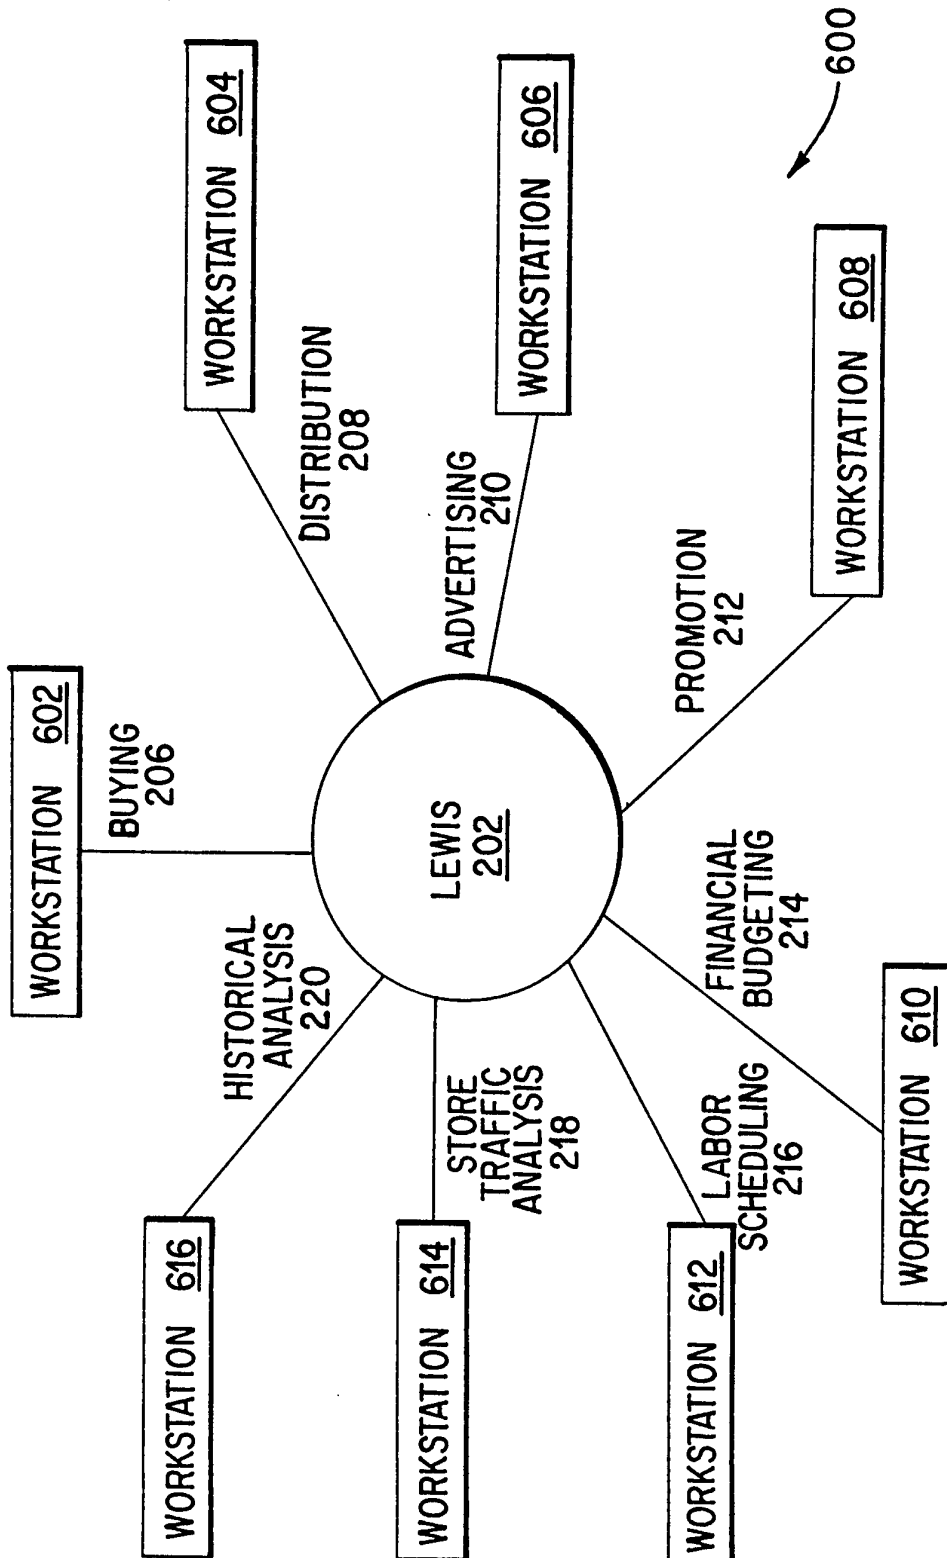 WORKSTATION 602
BUYING
206
WORKSTATION 604
DISTRIBUTION
208
WORKSTATION 606
ADVERTISING
210
WORKSTATION 608
PROMOTION
212
WORKSTATION 610
FINANCIAL
BUDGETING
214
WORKSTATION 612
LABOR
SCHEDULING
216
WORKSTATION 614
STORE
TRAFFIC
ANALYSIS
218
WORKSTATION 616
HISTORICAL
ANALYSIS
220
LEWIS
202
600